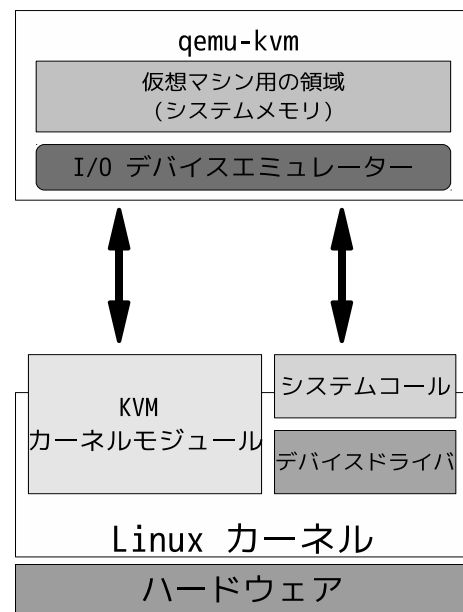 qemu-kvm
仮想マシン用の領域
(システムメモリ)
I/O デバイスエミュレーター
KVM
カーネルモジュール
システムコール
デバイスドライバ
Linux カーネル
ハードウェア